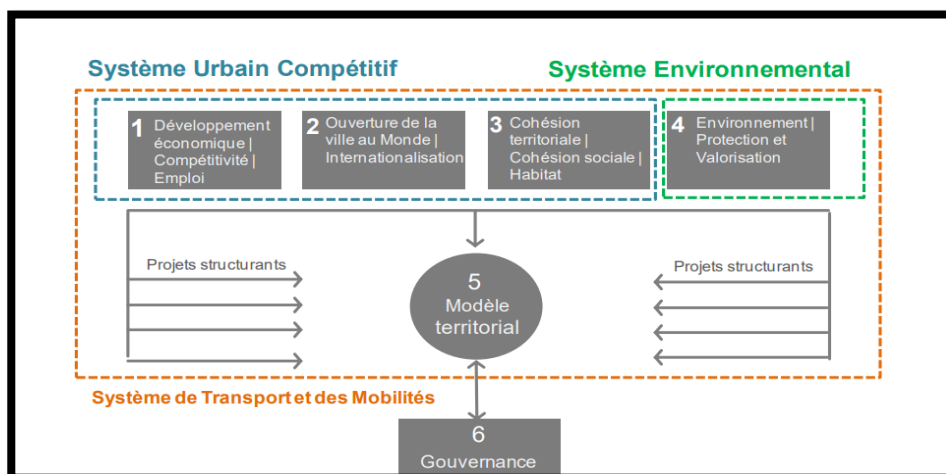 Système Urbain Compétitif
Système Environnemental
1 Développement
économique |
Compétitivité |
Emploi
2 Ouverture de la
ville au Monde |
Internationalisation
3 Cohésion
territoriale |
Cohésion sociale |
Habitat
4 Environnement |
Protection et
Valorisation
Projets structurants
5
Modèle
territorial
Projets structurants
Système de Transport et des Mobilités
6
Gouvernance